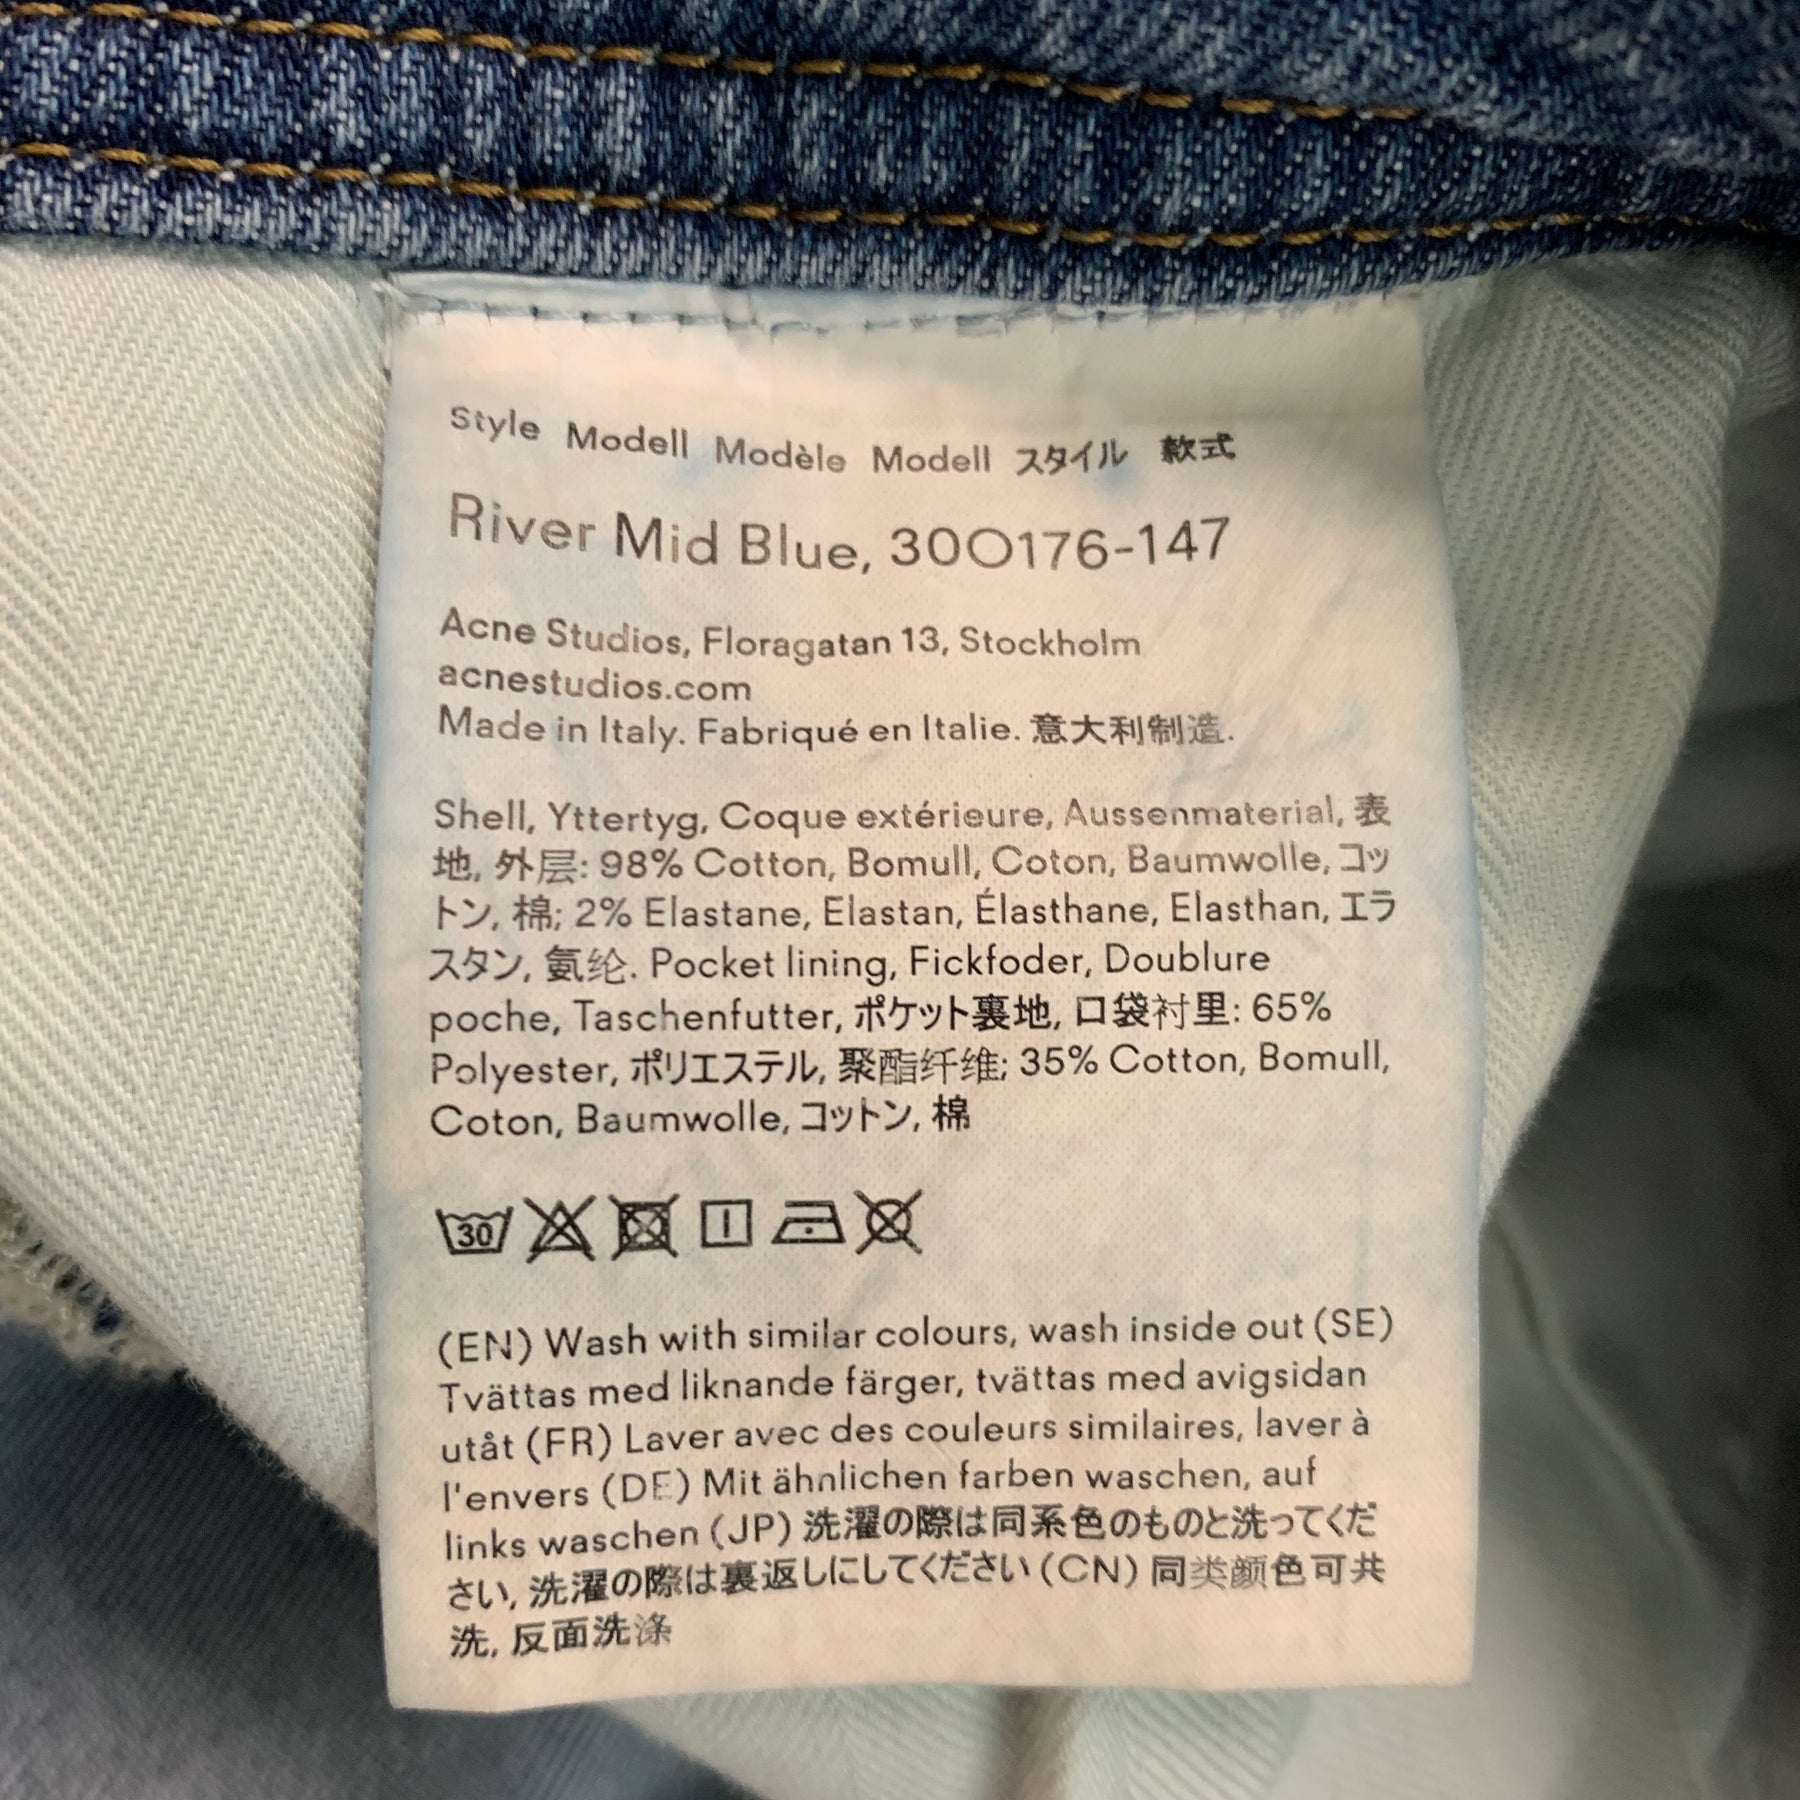 Style Modell Modèle Modell スタイル 款式
River Mid Blue, 30O176-147
Acne Studios, Floragatan 13, Stockholm
acnestudios.com
Made in Italy. Fabriqué en Italie. 意大利制造.
Shell, Yttertyg, Coque extérieure, Aussenmaterial, 表
地, 外层: 98% Cotton, Bomull, Coton, Baumwolle, コッ
トン, 棉; 2% Elastane, Elastan, Élasthane, Elasthan, エラ
スタン, 氨纶. Pocket lining, Fickfoder, Doublure
poche, Taschenfutter, ポケット裏地, 口袋衬里: 65%
Polyester, ポリエステル, 聚酯纤维; 35% Cotton, Bomull,
Coton, Baumwolle, コットン, 棉
30
(EN) Wash with similar colours, wash inside out (SE)
Tvättas med liknande färger, tvättas med avigsidan
utåt (FR) Laver avec des couleurs similaires, laver à
l'envers (DE) Mit ähnlichen farben waschen, auf
links waschen (JP) 洗濯の際は同系色のものと洗ってくだ
さい, 洗濯の際は裏返しにしてください (CN) 同类颜色可共
洗, 反面洗涤